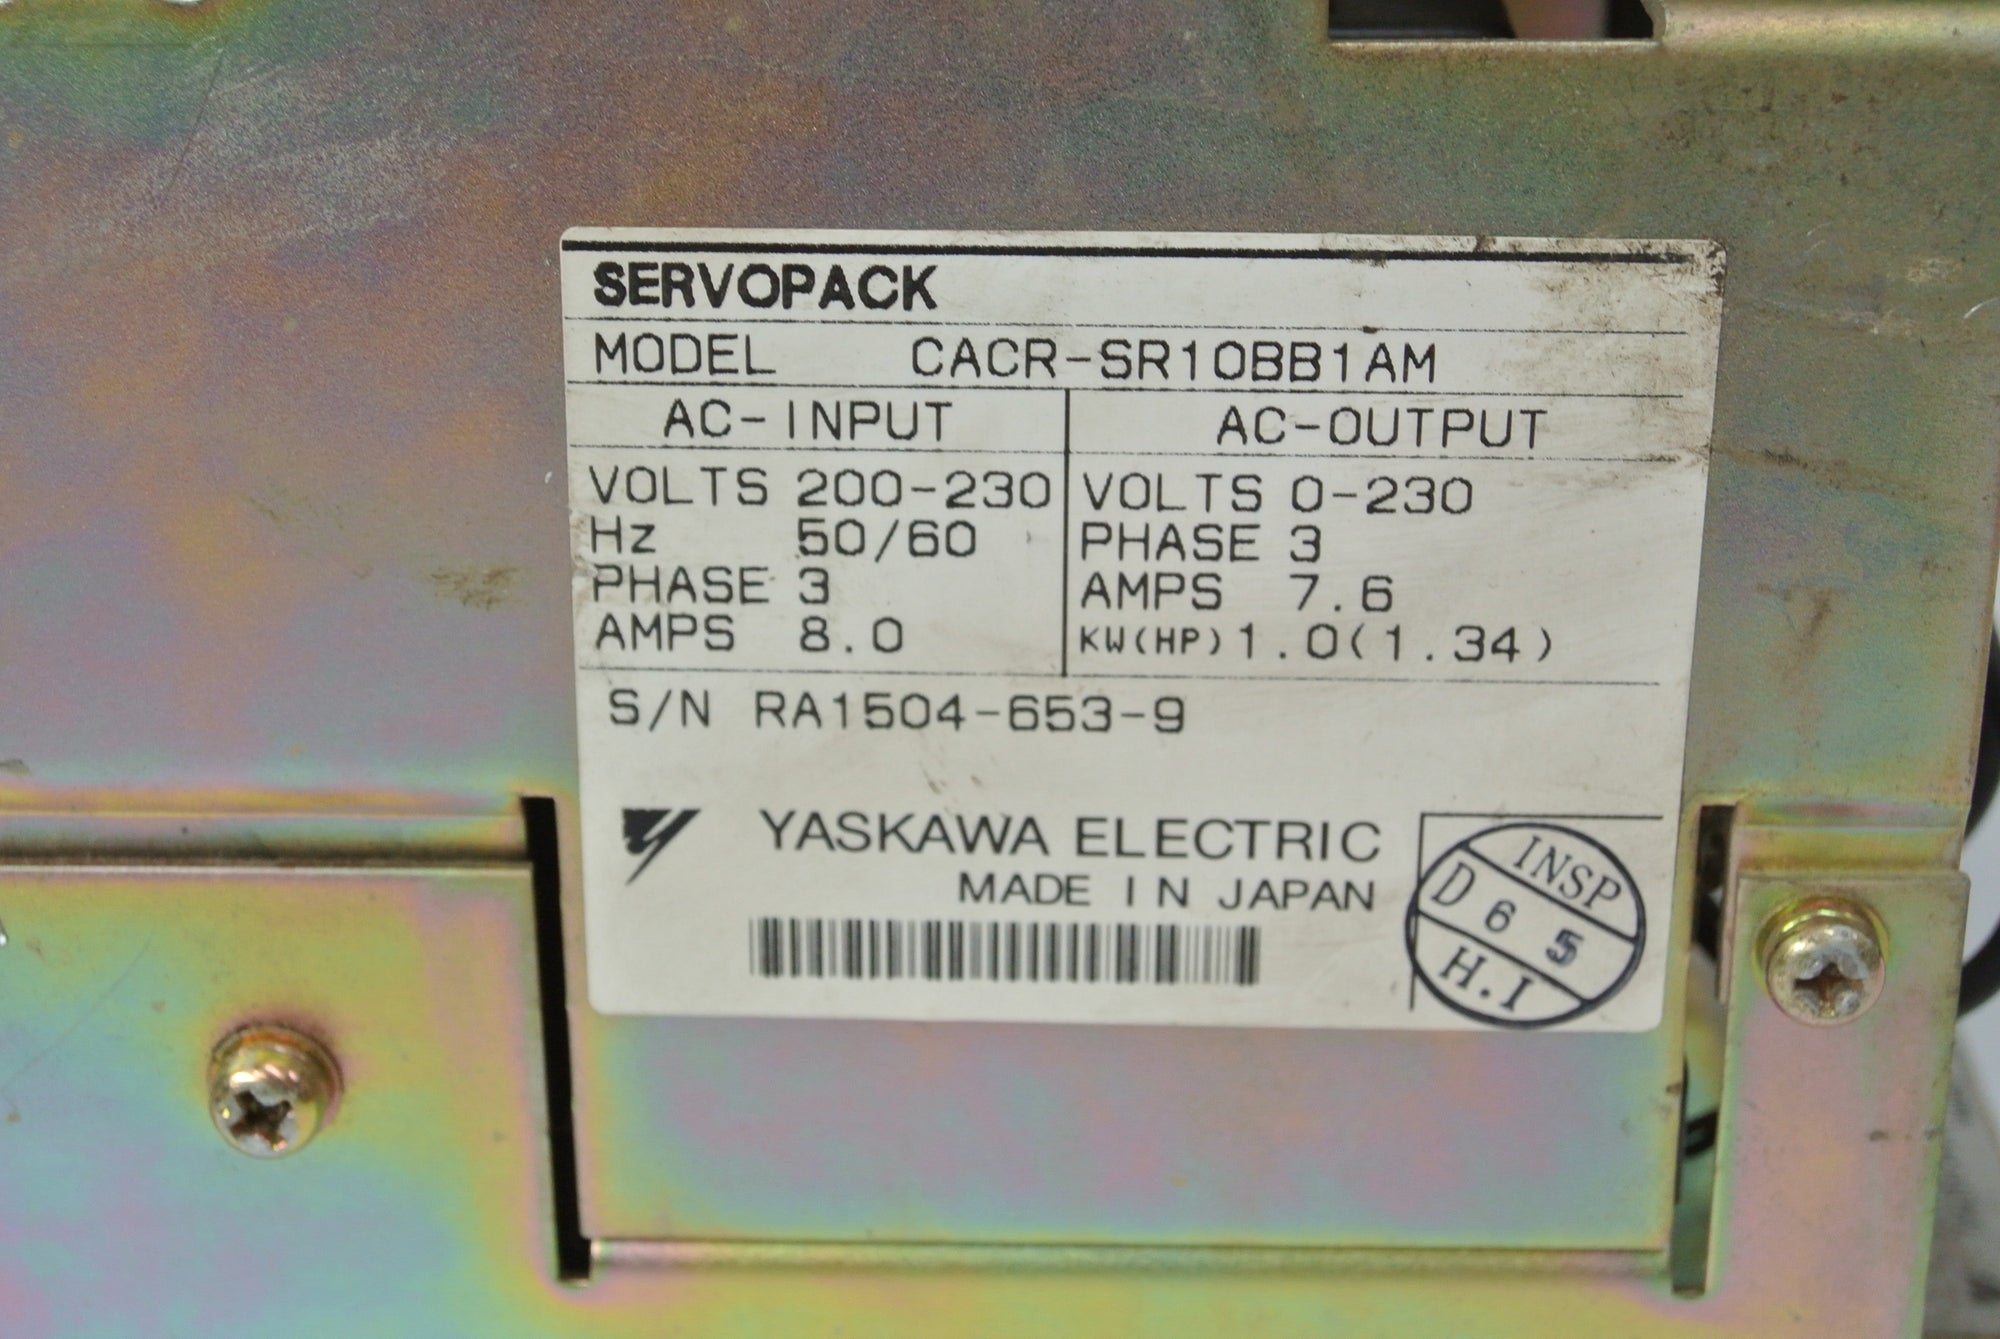 SERVOPACK
MODEL CACR-SR10BB1AM
AC-INPUT AC-OUTPUT
VOLTS 200-230 VOLTS 0-230
Hz 50/60 PHASE 3
PHASE 3 AMPS 7.6
AMPS 8.0 KW(HP) 1.0(1.34)
S/N RA1504-653-9
YASKAWA ELECTRIC
MADE IN JAPAN
INSP
D 6 5
H.I